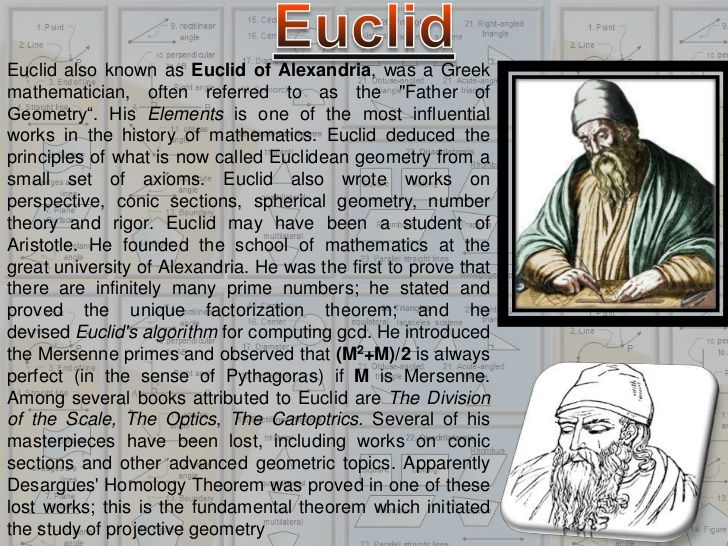 Euclid
Euclid also known as Euclid of Alexandria, was a Greek
mathematician, often referred to as the "Father of
Geometry“. His Elements is one of the most influential
works in the history of mathematics. Euclid deduced the
principles of what is now called Euclidean geometry from a
small set of axioms. Euclid also wrote works on
perspective, conic sections, spherical geometry, number
theory and rigor. Euclid may have been a student of
Aristotle. He founded the school of mathematics at the
great university of Alexandria. He was the first to prove that
there are infinitely many prime numbers; he stated and
proved the unique factorization theorem; and he
devised Euclid's algorithm for computing gcd. He introduced
the Mersenne primes and observed that (M²+M)/2 is always
perfect (in the sense of Pythagoras) if M is Mersenne.
Among several books attributed to Euclid are The Division
of the Scale, The Optics, The Cartoptrics. Several of his
masterpieces have been lost, including works on conic
sections and other advanced geometric topics. Apparently
Desargues' Homology Theorem was proved in one of these
lost works; this is the fundamental theorem which initiated
the study of projective geometry